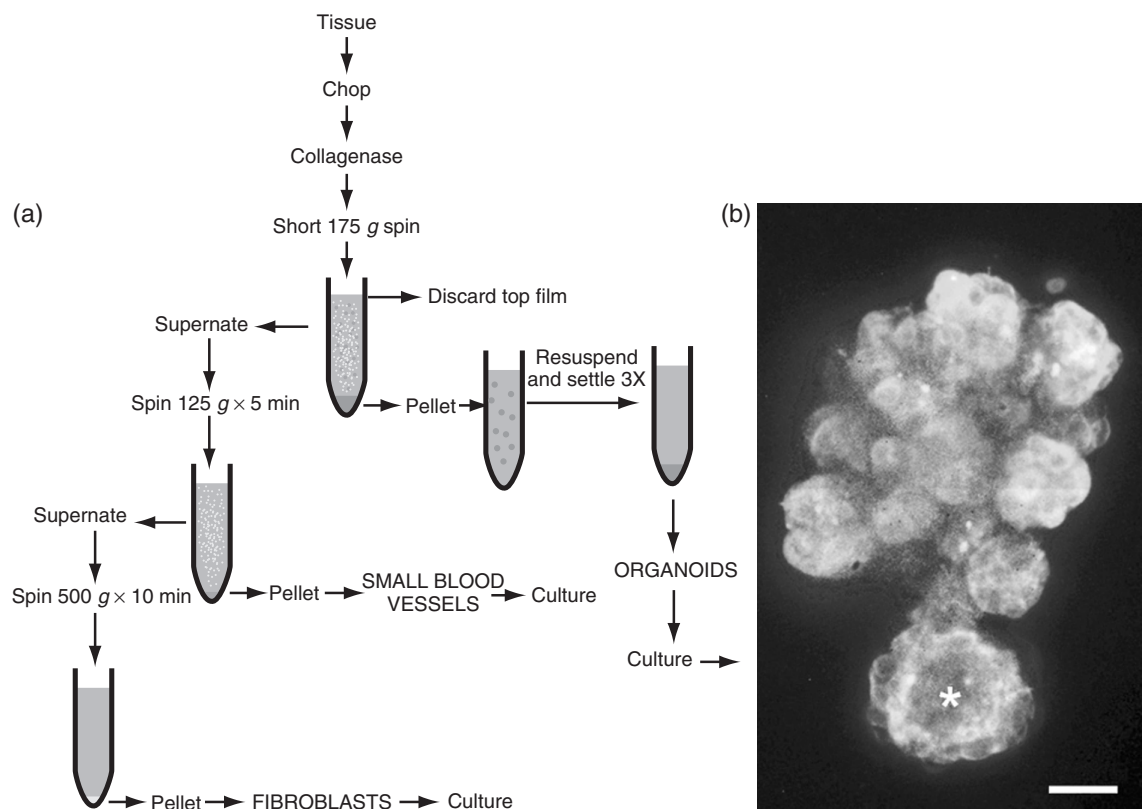 Tissue
Chop
Collagenase
(a)
Short 175 g spin
Discard top film
Supernate
Resuspend
and settle 3X
Spin 125 g × 5 min
Pellet
Supernate
ORGANOIDS
Spin 500 g × 10 min
Pellet
SMALL BLOOD
VESSELS
Culture
Culture
Pellet
FIBROBLASTS
Culture
(b)
*